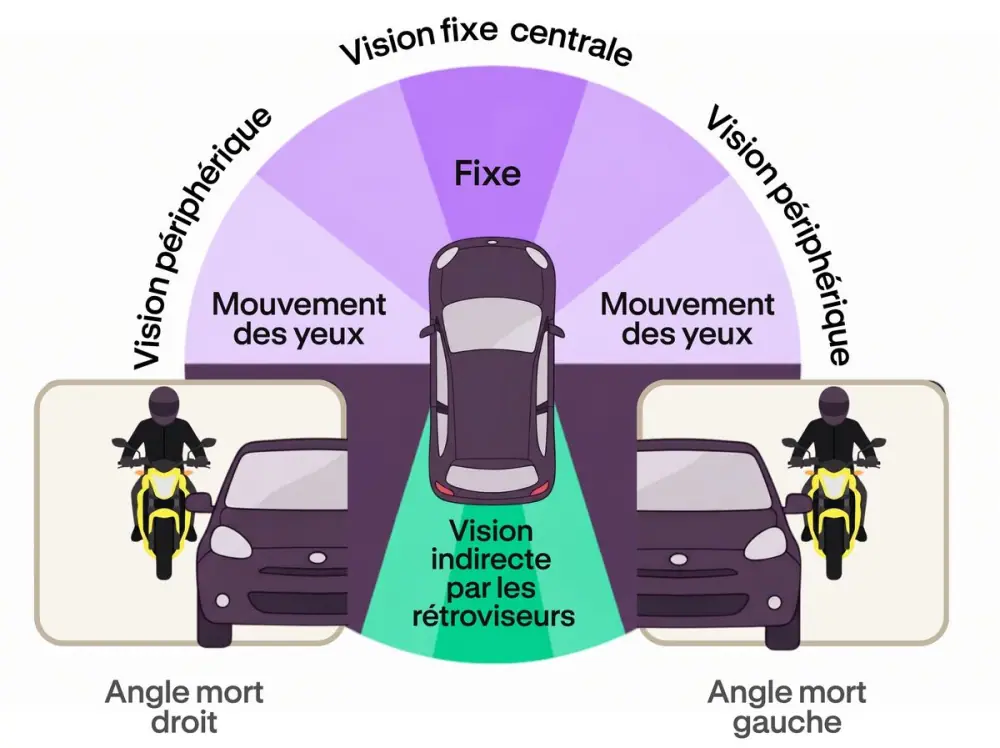 Vision fixe centrale
Vision périphérique
Vision périphérique
Fixe
Mouvement
des yeux
Mouvement
des yeux
Vision
indirecte
par les
rétroviseurs
Angle mort
droit
Angle mort
gauche